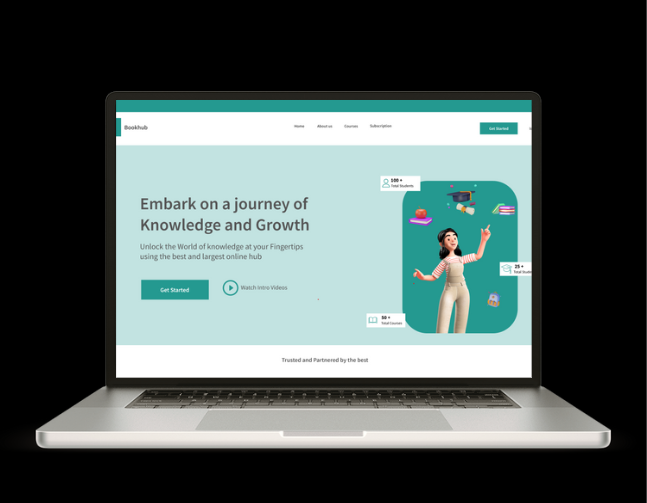 Bookhub
Home About us Courses Subscription
Get Started
100 +
Total Students
Embark on a journey of
Knowledge and Growth
Unlock the World of knowledge at your Fingertips
using the best and largest online hub
25 +
Get Started
Watch Intro Videos
50 +
Total Courses
Trusted and Partnered by the best